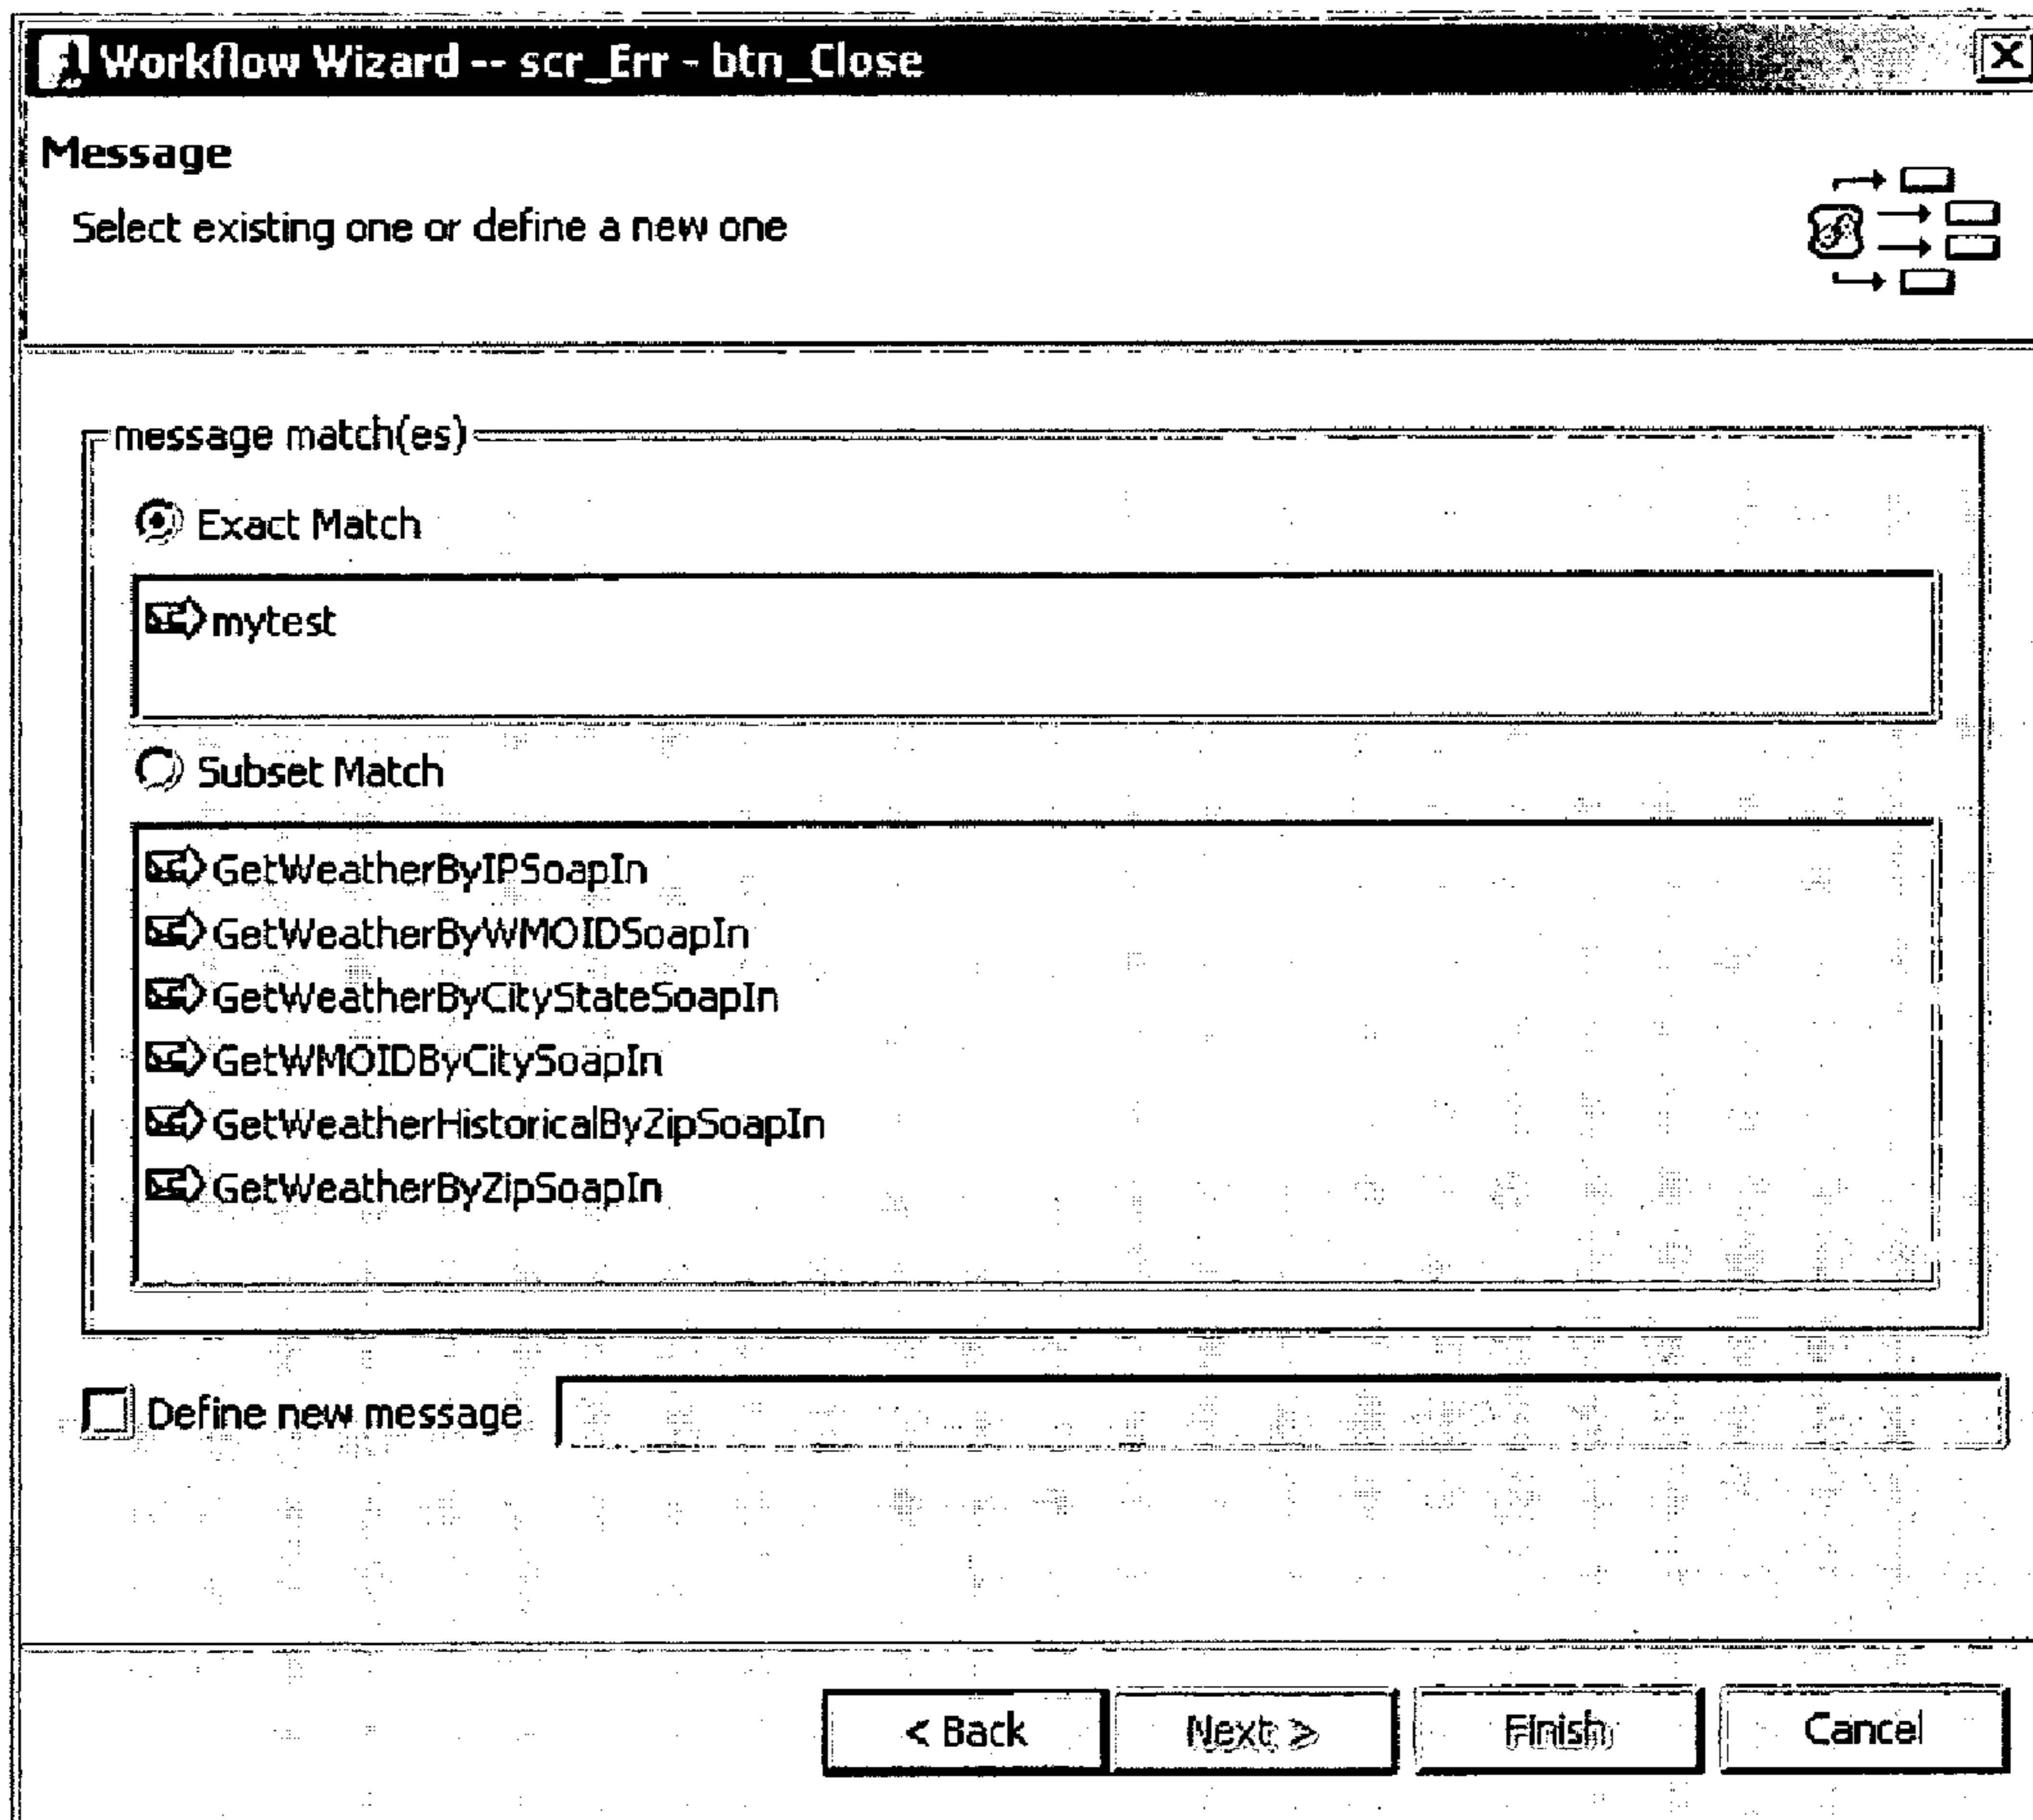 Workflow Wizard -- scr_Err - btn_Close
Message
Select existing one or define a new one
message match(es)
Exact Match
mytest
Subset Match
GetWeatherByIPSoapIn
GetWeatherByWMOIDSoapIn
GetWeatherByCityStateSoapIn
GetWMOIDByCitySoapIn
GetWeatherHistoricalByZipSoapIn
GetWeatherByZipSoapIn
Define new message
< Back Next > Finish Cancel